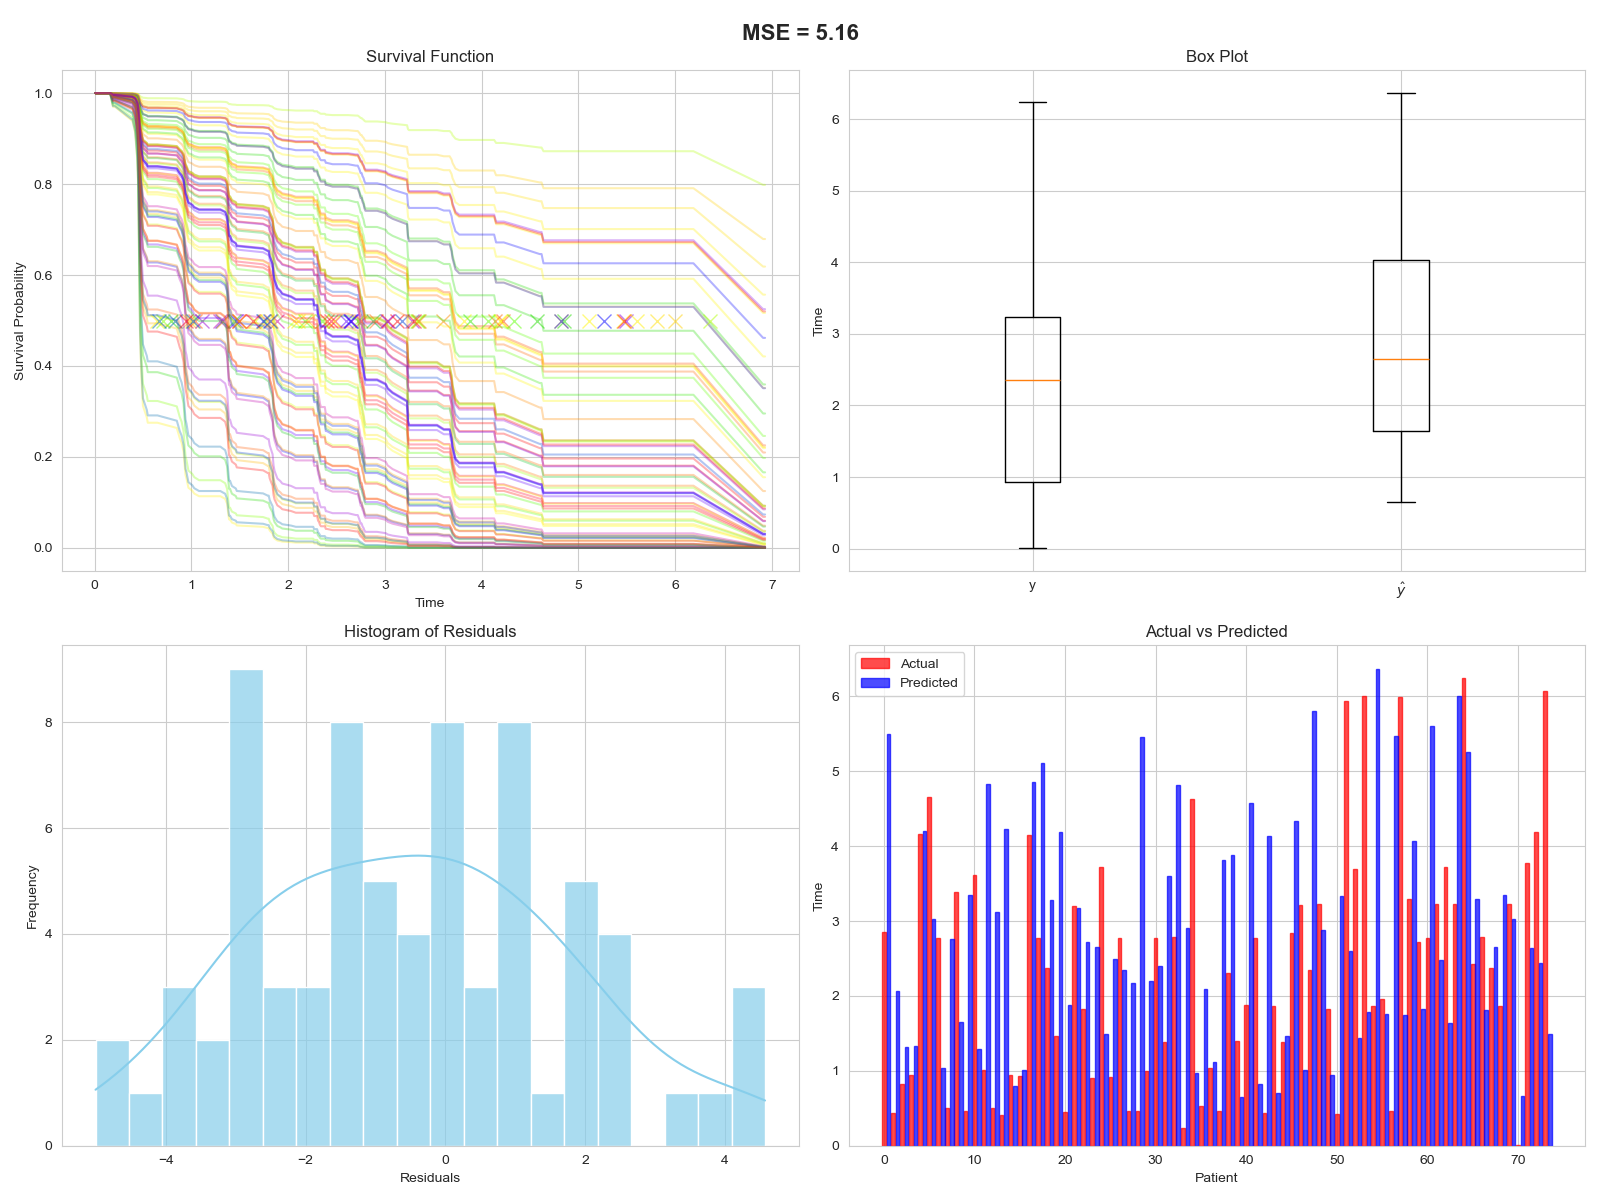 MSE = 5.16
Survival Function
Survival Probability
1.0
0.8
0.6
0.4
0.2
0.0
0 1 2 3 4 5 6 7
Time
Box Plot
Time
6
5
4
3
2
1
0
y ŷ
Histogram of Residuals
Frequency
8
6
4
2
0
−4 −2 0 2 4
Residuals
Actual vs Predicted
Actual
Predicted
Time
6
5
4
3
2
1
0
0 10 20 30 40 50 60 70
Patient